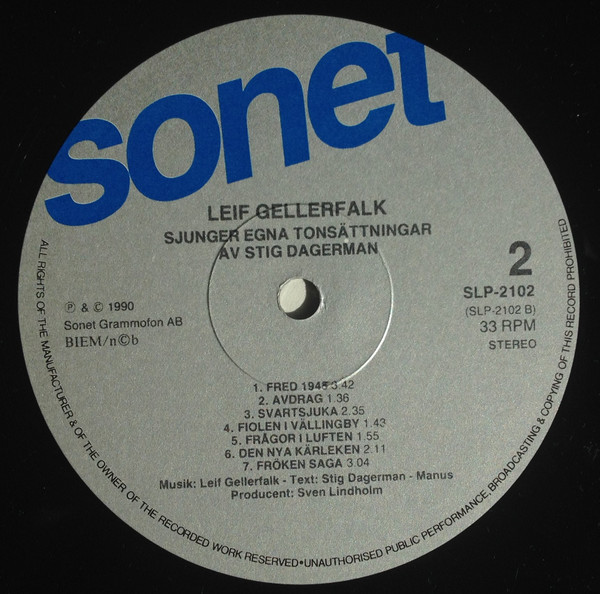 sonet
LEIF GELLERFALK
SJUNGER EGNA TONSÄTTNINGAR
AV STIG DAGERMAN
2
SLP-2102
(SLP-2102 B)
33 RPM
STEREO
Ⓟ & © 1990
Sonet Grammofon AB
BIEM/n©b
1. FRED 1945 3.42
2. AVDRAG 1.36
3. SVARTSJUKA 2.35
4. FIOLEN I VÄLLINGBY 1.43
5. FRÅGOR I LUFTEN 1.55
6. DEN NYA KÄRLEKEN 2.11
7. FRÖKEN SAGA 3.04
Musik: Leif Gellerfalk - Text: Stig Dagerman - Manus
Producent: Sven Lindholm
ALL RIGHTS OF THE MANUFACTURER & OF THE OWNER OF THE RECORDED WORK RESERVED•UNAUTHORISED PUBLIC PERFORMANCE, BROADCASTING & COPYING OF THIS RECORD PROHIBITED